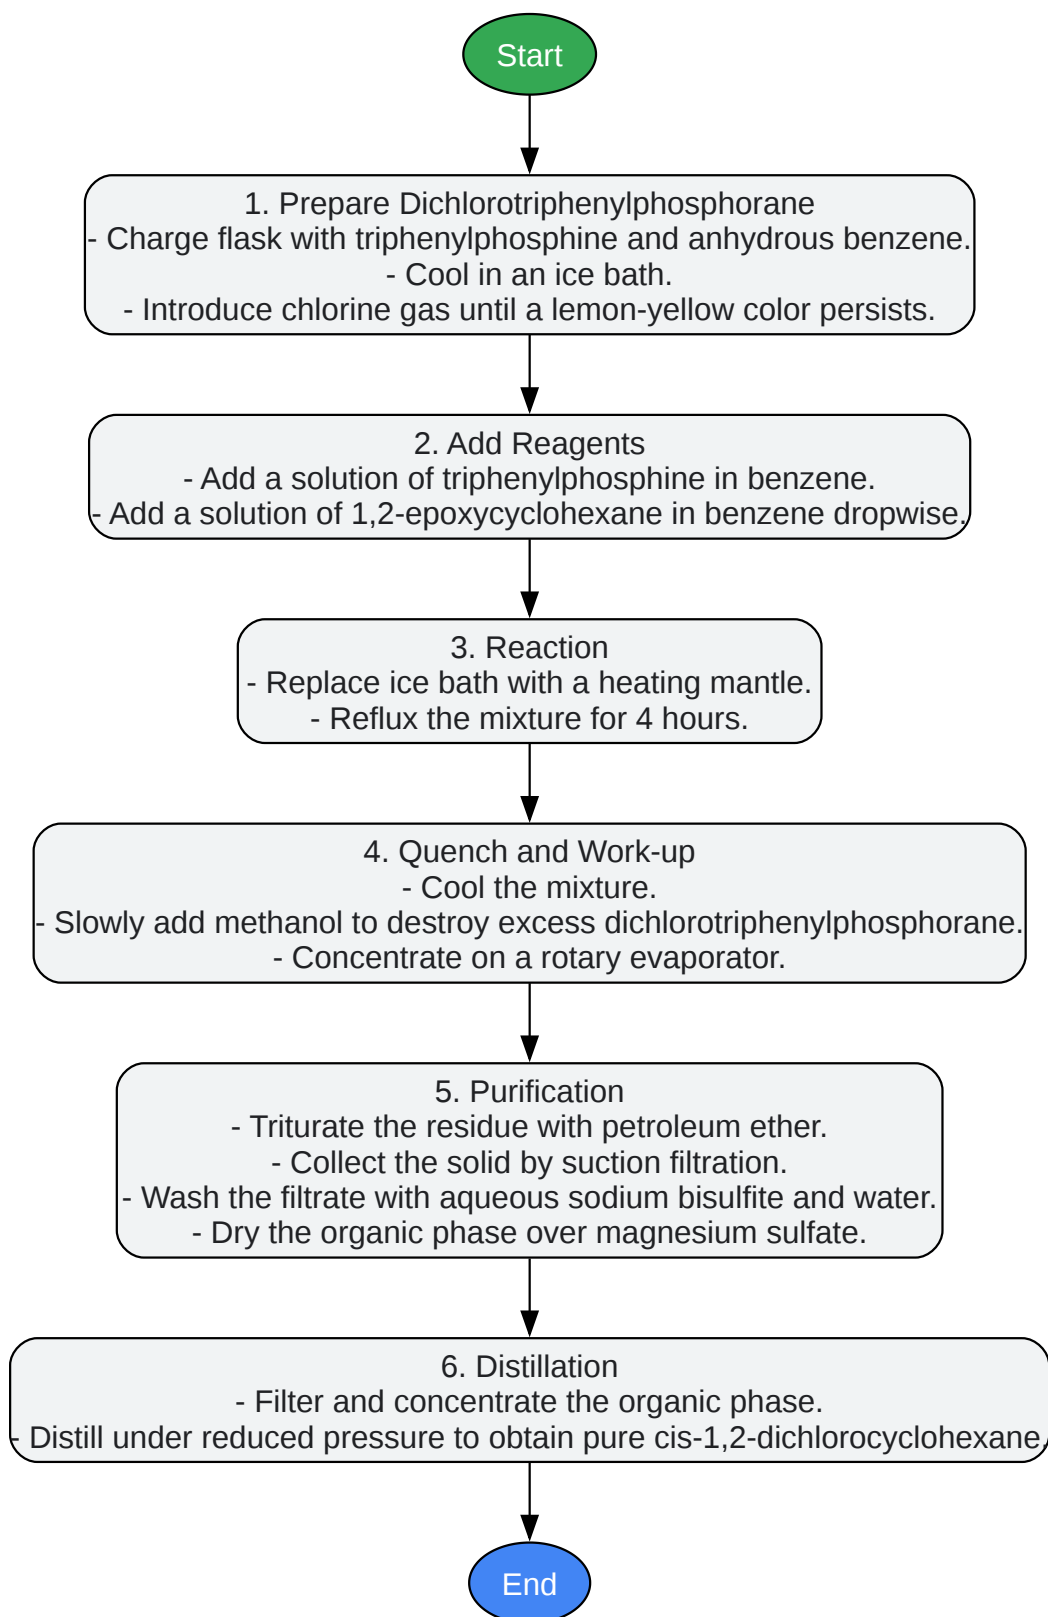 Start
1. Prepare Dichlorotriphenylphosphorane
- Charge flask with triphenylphosphine and anhydrous benzene.
- Cool in an ice bath.
- Introduce chlorine gas until a lemon-yellow color persists.
2. Add Reagents
- Add a solution of triphenylphosphine in benzene.
- Add a solution of 1,2-epoxycyclohexane in benzene dropwise.
3. Reaction
- Replace ice bath with a heating mantle.
- Reflux the mixture for 4 hours.
4. Quench and Work-up
- Cool the mixture.
- Slowly add methanol to destroy excess dichlorotriphenylphosphorane.
- Concentrate on a rotary evaporator.
5. Purification
- Triturate the residue with petroleum ether.
- Collect the solid by suction filtration.
- Wash the filtrate with aqueous sodium bisulfite and water.
- Dry the organic phase over magnesium sulfate.
6. Distillation
- Filter and concentrate the organic phase.
- Distill under reduced pressure to obtain pure cis-1,2-dichlorocyclohexane.
End